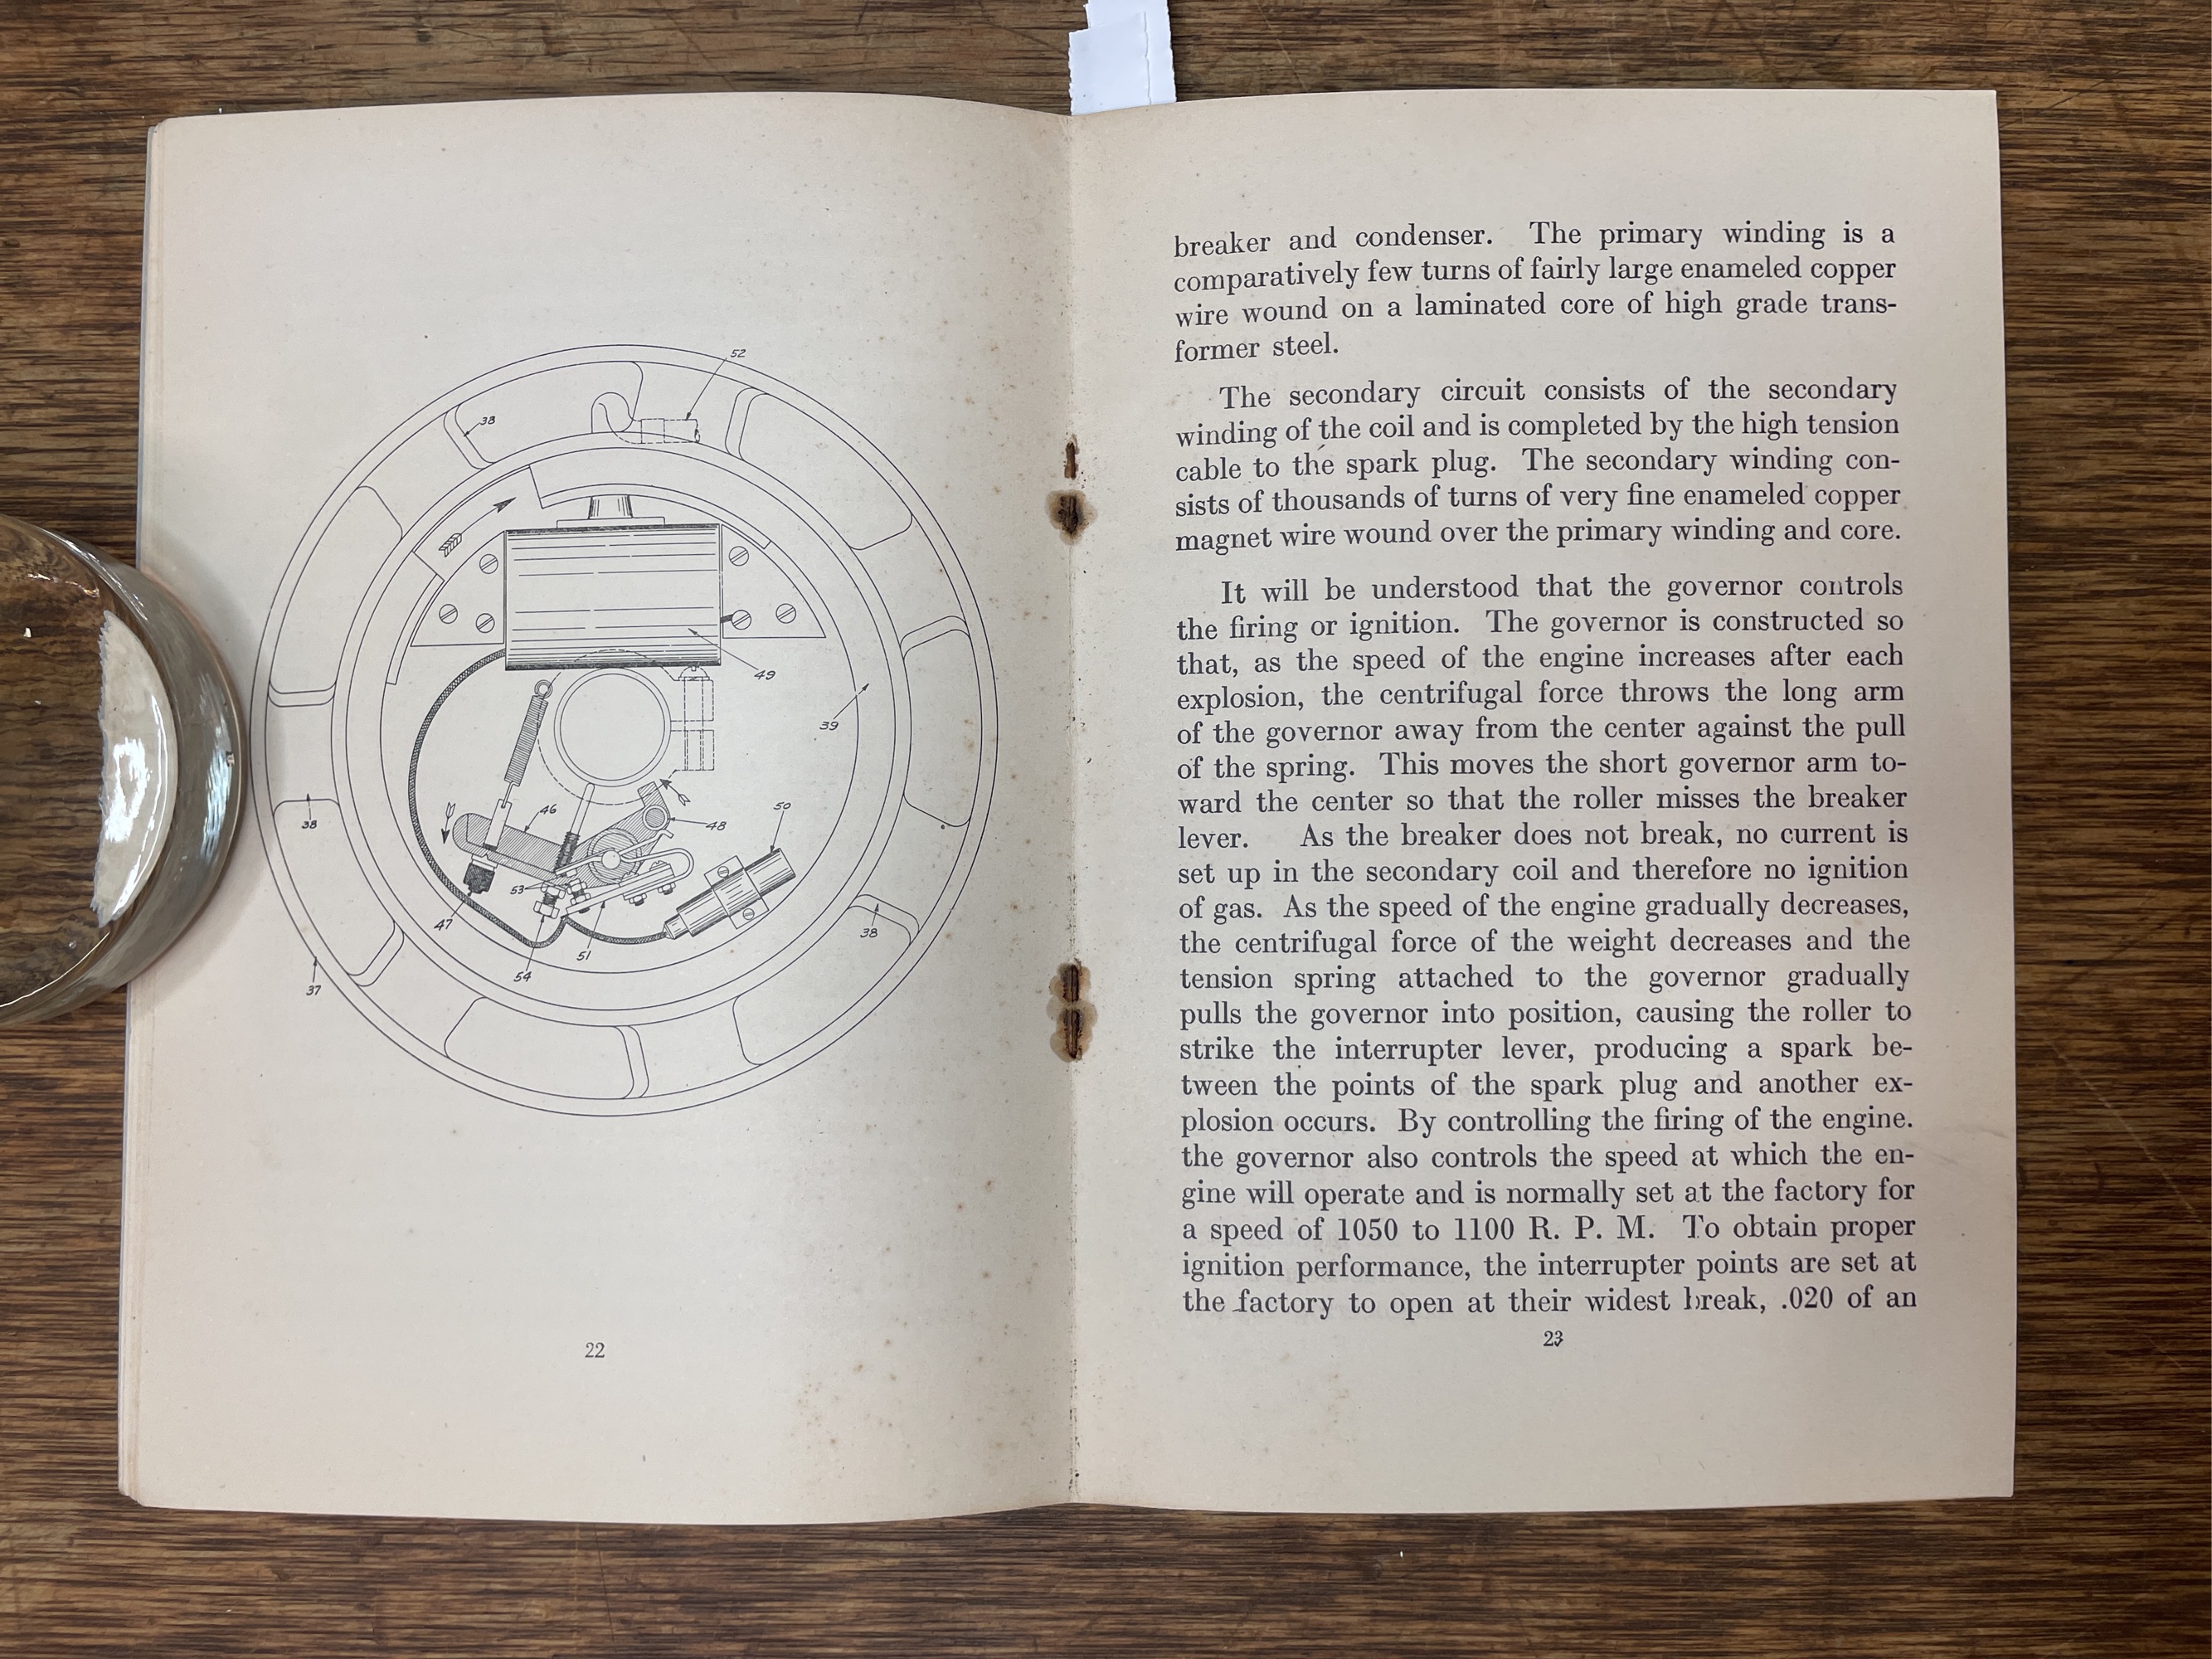 52
38
49
39
38
46
48
50
53
47
51
54
38
37
22
breaker and condenser. The primary winding is a
comparatively few turns of fairly large enameled copper
wire wound on a laminated core of high grade trans-
former steel.
The secondary circuit consists of the secondary
winding of the coil and is completed by the high tension
cable to the spark plug. The secondary winding con-
sists of thousands of turns of very fine enameled copper
magnet wire wound over the primary winding and core.
It will be understood that the governor controls
the firing or ignition. The governor is constructed so
that, as the speed of the engine increases after each
explosion, the centrifugal force throws the long arm
of the governor away from the center against the pull
of the spring. This moves the short governor arm to-
ward the center so that the roller misses the breaker
lever. As the breaker does not break, no current is
set up in the secondary coil and therefore no ignition
of gas. As the speed of the engine gradually decreases,
the centrifugal force of the weight decreases and the
tension spring attached to the governor gradually
pulls the governor into position, causing the roller to
strike the interrupter lever, producing a spark be-
tween the points of the spark plug and another ex-
plosion occurs. By controlling the firing of the engine.
the governor also controls the speed at which the en-
gine will operate and is normally set at the factory for
a speed of 1050 to 1100 R. P. M. To obtain proper
ignition performance, the interrupter points are set at
the factory to open at their widest break, .020 of an
23